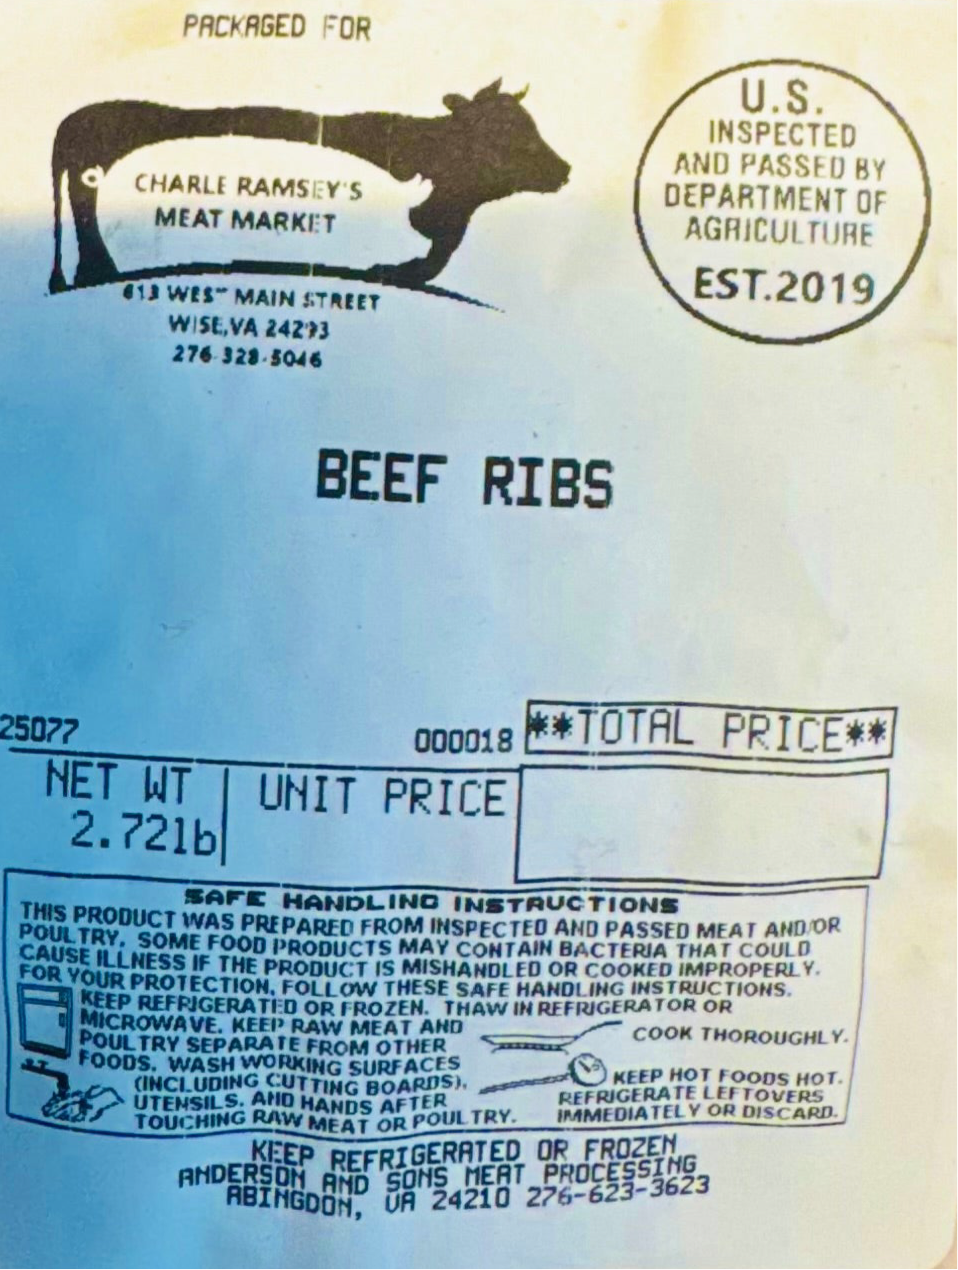 PACKAGED FOR
CHARLE RAMSEY'S
MEAT MARKET
613 WEST MAIN STREET
WISE, VA 24293
276-328-5046
U.S.
INSPECTED
AND PASSED BY
DEPARTMENT OF
AGRICULTURE
EST.2019
BEEF RIBS
25077
000018
**TOTAL PRICE**
NET WT
2.72lb
UNIT PRICE
SAFE HANDLING INSTRUCTIONS
THIS PRODUCT WAS PREPARED FROM INSPECTED AND PASSED MEAT AND/OR
POULTRY. SOME FOOD PRODUCTS MAY CONTAIN BACTERIA THAT COULD
CAUSE ILLNESS IF THE PRODUCT IS MISHANDLED OR COOKED IMPROPERLY.
FOR YOUR PROTECTION, FOLLOW THESE SAFE HANDLING INSTRUCTIONS.
KEEP REFRIGERATED OR FROZEN. THAW IN REFRIGERATOR OR
MICROWAVE. KEEP RAW MEAT AND
POULTRY SEPARATE FROM OTHER
FOODS. WASH WORKING SURFACES
(INCLUDING CUTTING BOARDS),
UTENSILS, AND HANDS AFTER
TOUCHING RAW MEAT OR POULTRY.
COOK THOROUGHLY.
KEEP HOT FOODS HOT.
REFRIGERATE LEFTOVERS
IMMEDIATELY OR DISCARD.
KEEP REFRIGERATED OR FROZEN
ANDERSON AND SONS MEAT PROCESSING
ABINGDON, VA 24210 276-623-3623